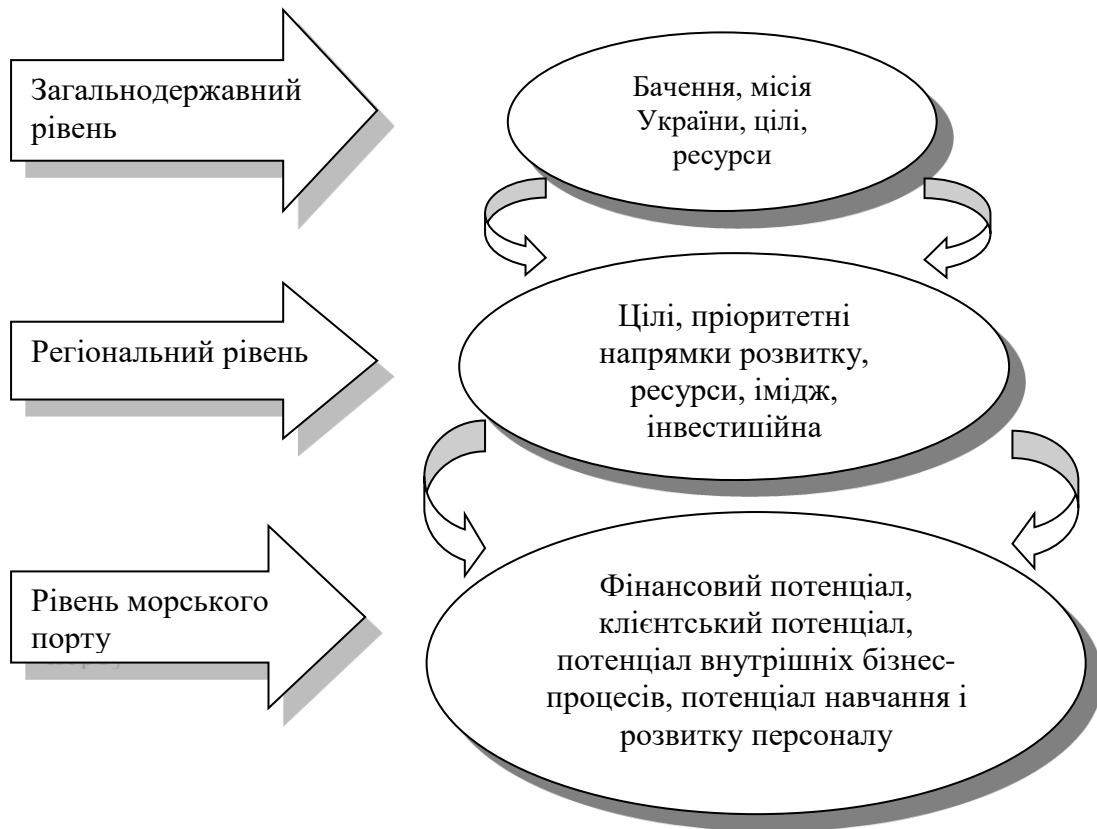 Загальнодержавний
рівень
Бачення, місія
України, цілі,
ресурси
Регіональний рівень
Цілі, пріоритетні
напрямки розвитку,
ресурси, імідж,
інвестиційна
Рівень морського
порту
Фінансовий потенціал,
клієнтський потенціал,
потенціал внутрішніх бізнес-
процесів, потенціал навчання і
розвитку персоналу